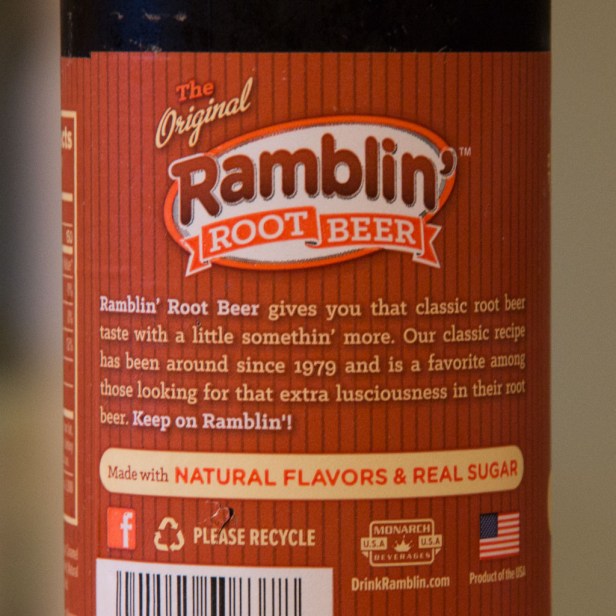 The
Original
Ramblin'™
ROOT BEER
Ramblin' Root Beer gives you that classic root beer
taste with a little somethin' more. Our classic recipe
has been around since 1979 and is a favorite among
those looking for that extra lusciousness in their root
beer. Keep on Ramblin'!
Made with NATURAL FLAVORS & REAL SUGAR
f
PLEASE RECYCLE
MONARCH
U.S.A U.S.A
BEVERAGES
DrinkRamblin.com
Product of the USA